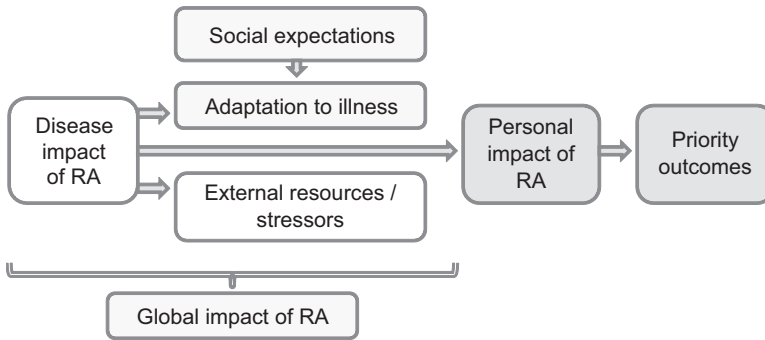 Social expectations
Adaptation to illness
Disease
impact
of RA
Personal
impact of
RA
Priority
outcomes
External resources /
stressors
Global impact of RA